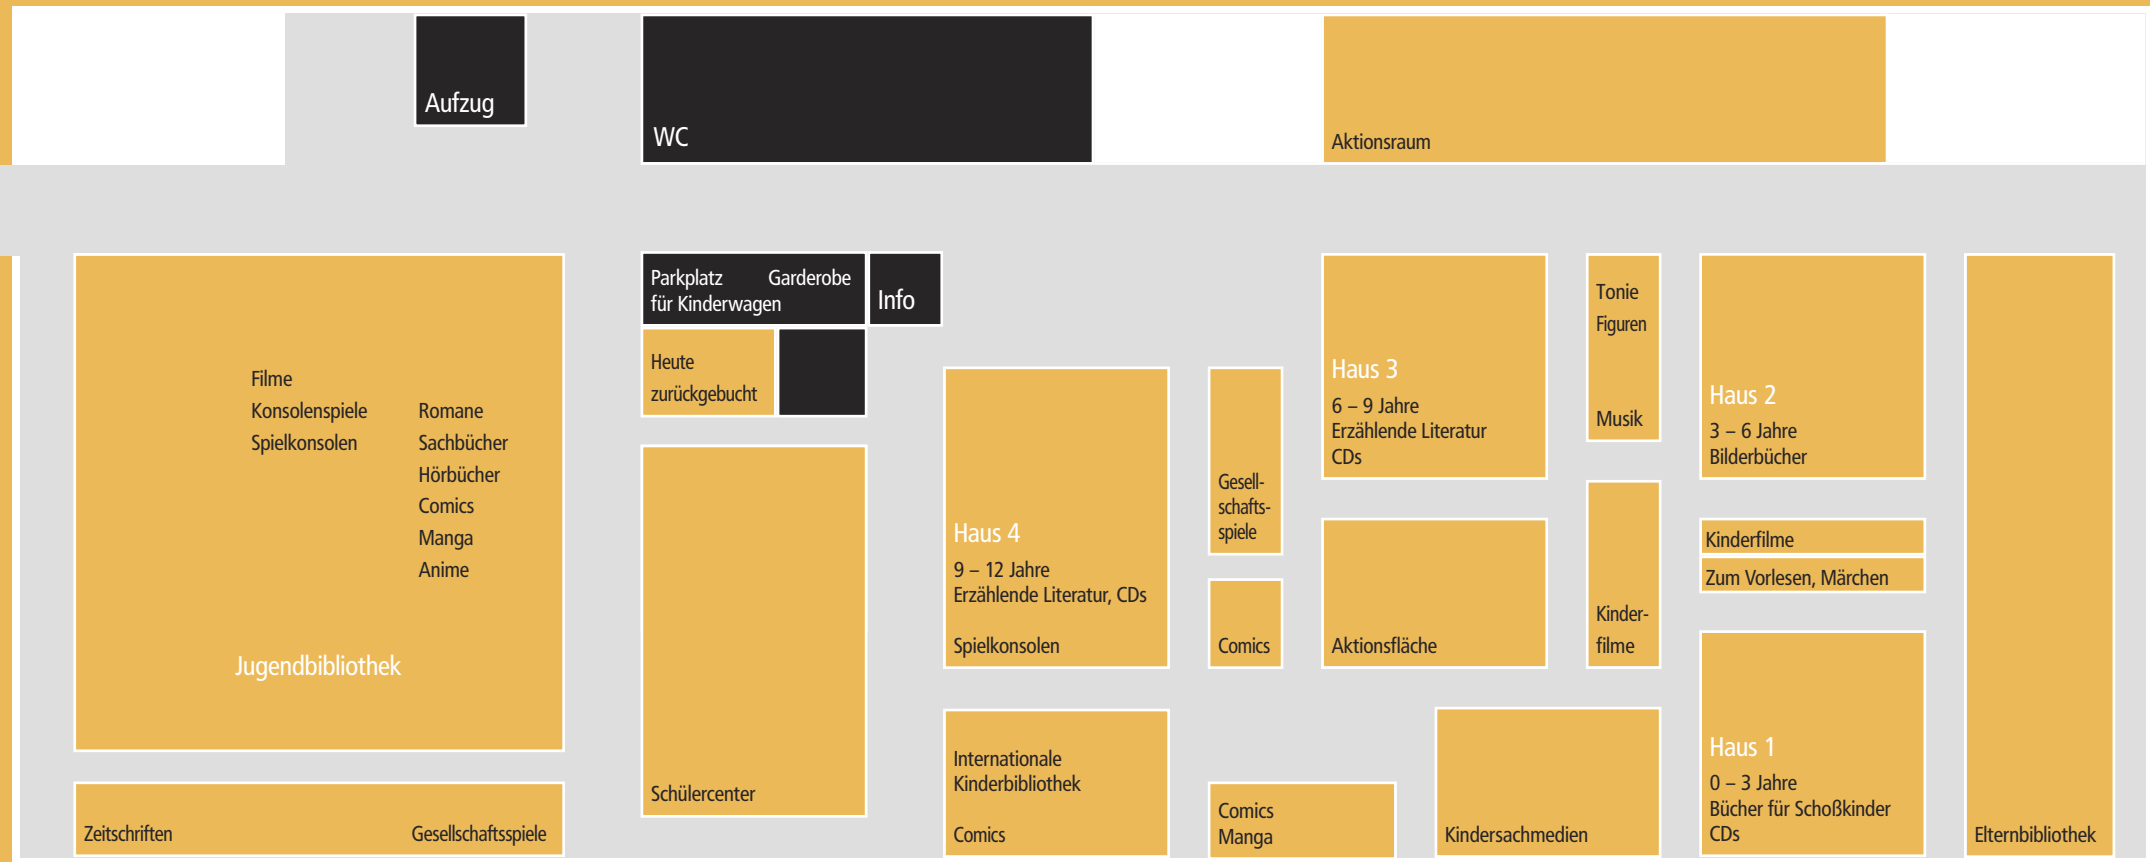 Aufzug
WC
Aktionsraum
Parkplatz Garderobe
für Kinderwagen
Info
Heute
zurückgebucht
Filme
Konsolenspiele
Spielkonsolen
Romane
Sachbücher
Hörbücher
Comics
Manga
Anime
Jugendbibliothek
Zeitschriften
Gesellschaftsspiele
Schülercenter
Haus 4
9 – 12 Jahre
Erzählende Literatur, CDs
Spielkonsolen
Internationale
Kinderbibliothek
Comics
Gesell-
schafts-
spiele
Comics
Comics
Manga
Haus 3
6 – 9 Jahre
Erzählende Literatur
CDs
Aktionsfläche
Kindersachmedien
Tonie
Figuren
Musik
Kinder-
filme
Haus 2
3 – 6 Jahre
Bilderbücher
Kinderfilme
Zum Vorlesen, Märchen
Haus 1
0 – 3 Jahre
Bücher für Schoßkinder
CDs
Elternbibliothek